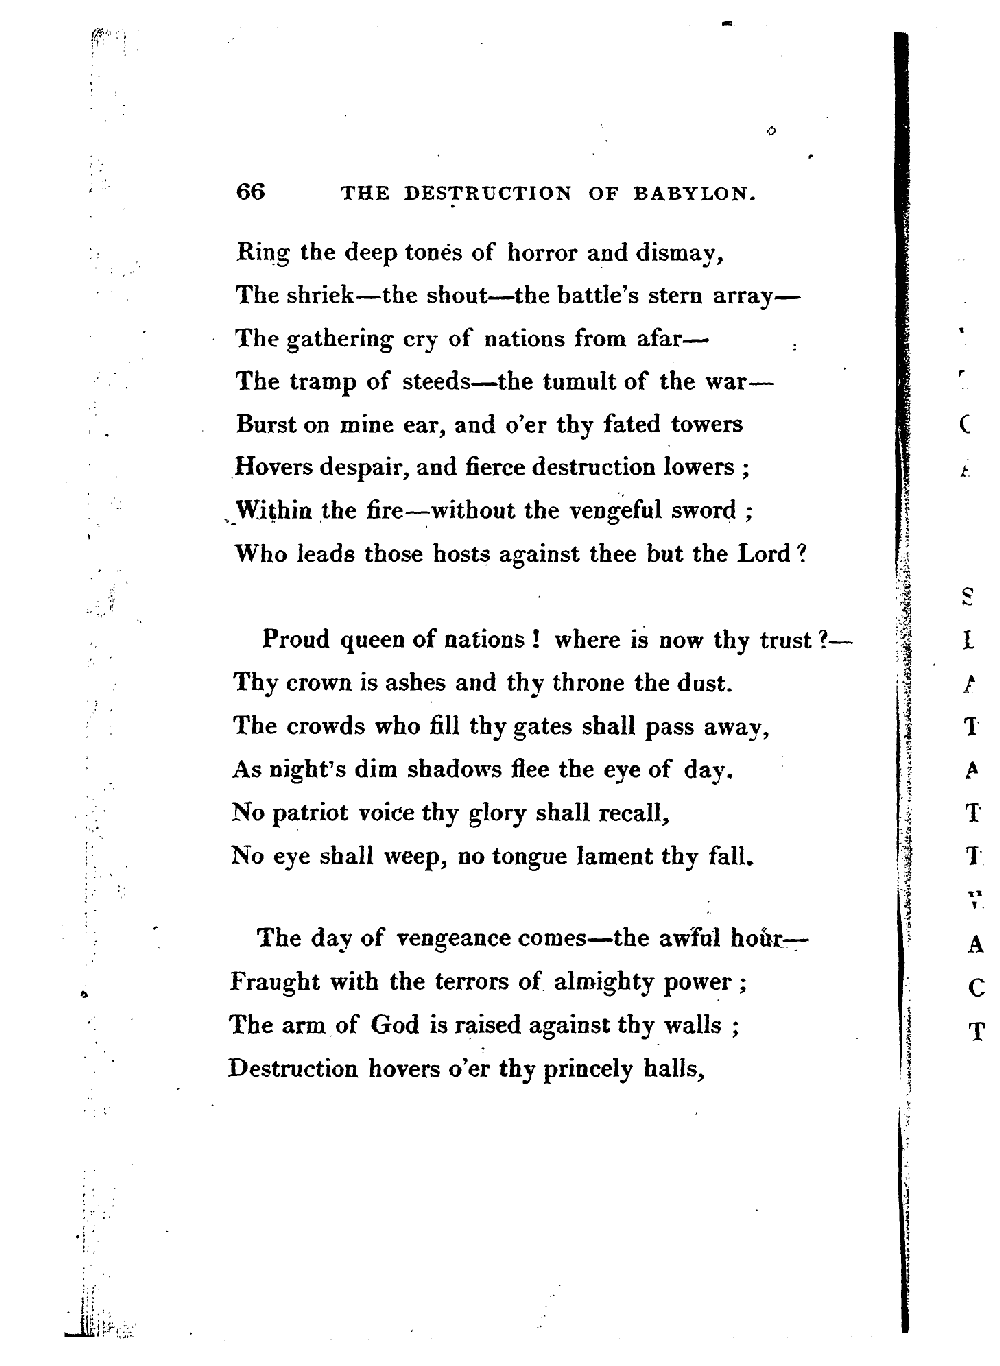 66 THE DESTRUCTION OF BABYLON.
Ring the deep tones of horror and dismay,
The shriek—the shout—the battle's stern array—
The gathering cry of nations from afar—
The tramp of steeds—the tumult of the war—
Burst on mine ear, and o'er thy fated towers
Hovers despair, and fierce destruction lowers ;
Within the fire—without the vengeful sword ;
Who leads those hosts against thee but the Lord ?
Proud queen of nations ! where is now thy trust ?—
Thy crown is ashes and thy throne the dust.
The crowds who fill thy gates shall pass away,
As night's dim shadows flee the eye of day.
No patriot voice thy glory shall recall,
No eye shall weep, no tongue lament thy fall.
The day of vengeance comes—the awful hour—
Fraught with the terrors of almighty power ;
The arm of God is raised against thy walls ;
Destruction hovers o'er thy princely halls,